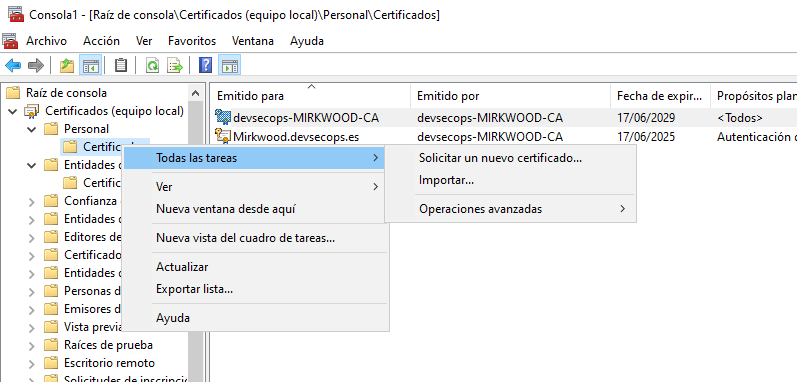 Consola1 - [Raíz de consola\Certificados (equipo local)\Personal\Certificados]
Archivo Acción Ver Favoritos Ventana Ayuda
Raíz de consola
Certificados (equipo local)
Personal
Certific
Entidades
Certific
Confianza
Entidades
Editores de
Certificado
Entidades
Personas d
Emisores d
Vista previa
Raíces de prueba
Escritorio remoto
Solicitudes de inscripció
Emitido para Emitido por Fecha de expir... Propósitos plan
devsecops-MIRKWOOD-CA devsecops-MIRKWOOD-CA 17/06/2029 <Todos>
Mirkwood.devsecops.es devsecops-MIRKWOOD-CA 17/06/2025 Autenticación d
Todas las tareas
Ver
Nueva ventana desde aquí
Nueva vista del cuadro de tareas...
Actualizar
Exportar lista...
Ayuda
Solicitar un nuevo certificado...
Importar...
Operaciones avanzadas